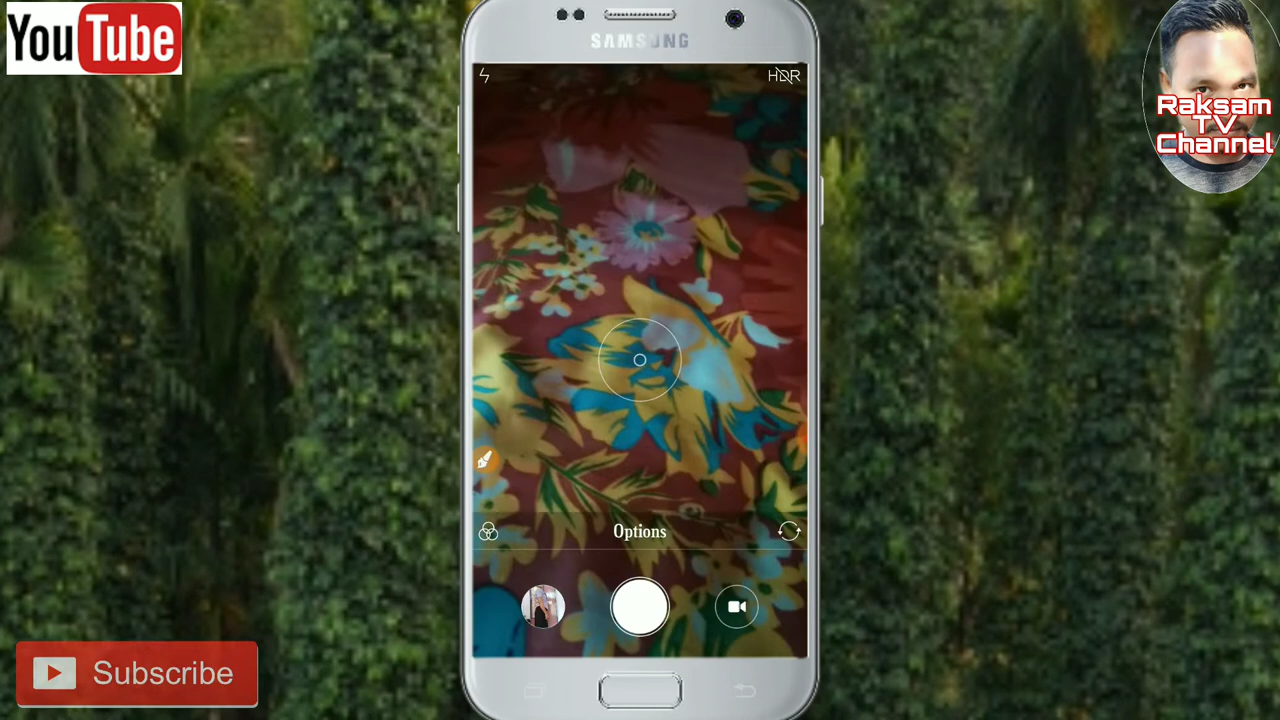 YouTube
SAMSUNG
HDR
Raksam
TV
Channel
Options
Subscribe